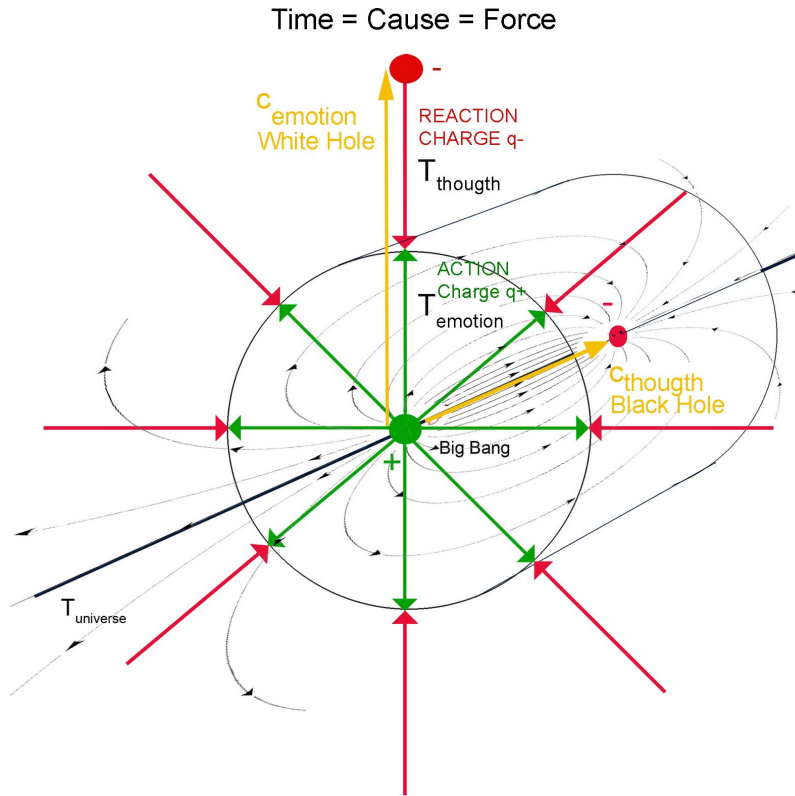 Time = Cause = Force
-
c emotion
White Hole
REACTION
CHARGE q-
T thougth
ACTION
Charge q+
T emotion
-
c thougth
Black Hole
Big Bang
+
T universe